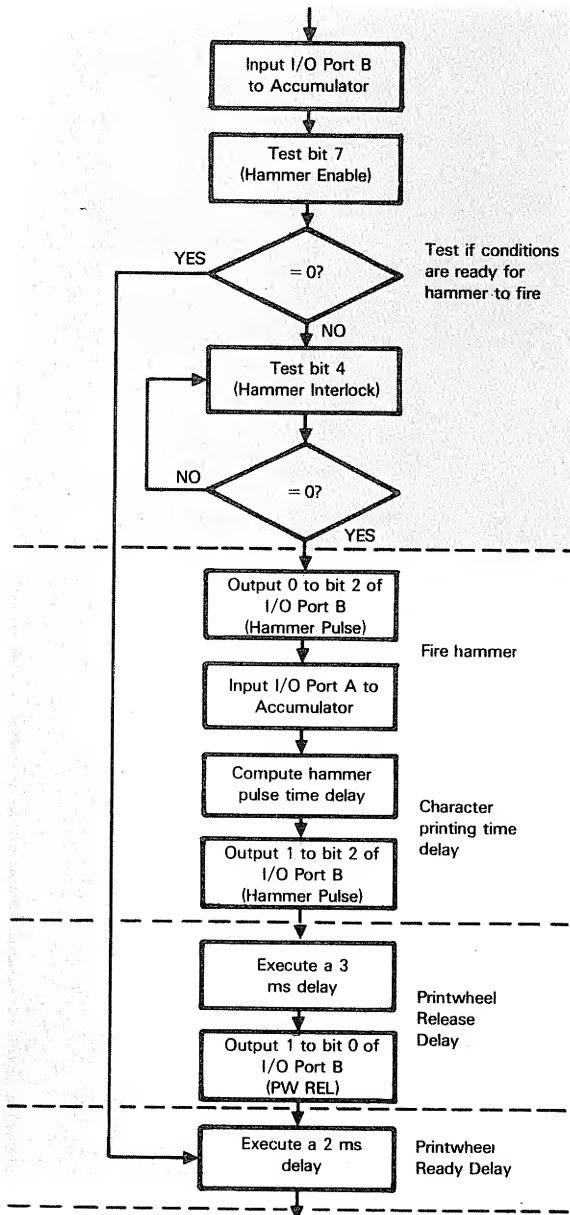 Input I/O Port B
to Accumulator
Test bit 7
(Hammer Enable)
YES
= 0?
Test if conditions
are ready for
hammer to fire
NO
Test bit 4
(Hammer Interlock)
NO
= 0?
YES
Output 0 to bit 2 of
I/O Port B
(Hammer Pulse)
Fire hammer
Input I/O Port A to
Accumulator
Compute hammer
pulse time delay
Character
printing time
delay
Output 1 to bit 2 of
I/O Port B
(Hammer Pulse)
Execute a 3
ms delay
Printwheel
Release
Delay
Output 1 to bit 0 of
I/O Port B
(PW REL)
Execute a 2 ms
delay
Printwheel
Ready Delay